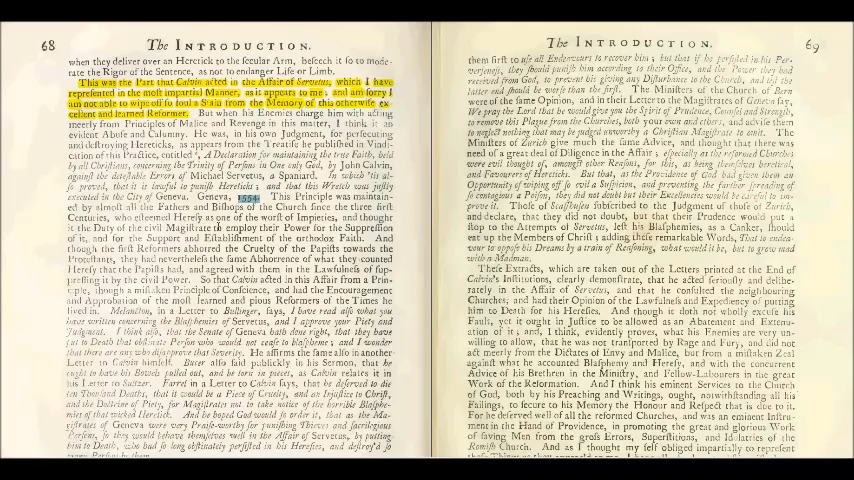 68
The INTRODUCTION.
when they deliver over an Heretick to the secular Arm, beseech it so to mode-
rate the Rigor of the Sentence, as not to endanger Life or Limb.
This was the Part that Calvin acted in the Affair of Servetus, which I have
represented in the most impartial Manner, as it appears to me; and am sorry I
am not able to wipe off so foul a Stain from the Memory of this otherwise ex-
cellent and learned Reformer. But when his Enemies charge him with acting
meerly from Principles of Malice and Revenge in this matter, I think it an
evident Abuse and Calumny. He was, in his own Judgment, for persecuting
and destroying Hereticks, as appears from the Treatise he published in Vindi-
cation of this Practice, entitled, A Declaration for maintaining the true Faith, held
by all Christians, concerning the Trinity of Persons in One only God, by John Calvin,
against the detestable Errors of Michael Servetus, a Spaniard. In which 'tis al-
so proved, that it is lawful to punish Hereticks; and that this Wretch was justly
executed in the City of Geneva. Geneva, 1554. This Principle was maintain-
ed by almost all the Fathers and Bishops of the Church since the three first
Centuries, who esteemed Heresy as one of the worst of Impieties, and thought
it the Duty of the civil Magistrate to employ their Power for the Suppression
of it, and for the Support and Establishment of the orthodox Faith. And
though the first Reformers abhorred the Cruelty of the Papists towards the
Protestants, they had nevertheless the same Abhorrence of what they counted
Heresy that the Papists had, and agreed with them in the Lawfulness of sup-
pressing it by the civil Power. So that Calvin acted in this Affair from a Prin-
ciple, though a mistaken Principle of Conscience, and had the Encouragement
and Approbation of the most learned and pious Reformers of the Times he
lived in. Melancton, in a Letter to Bullinger, says, I have read also what you
have written concerning the Blasphemies of Servetus, and I approve your Piety and
Judgment. I think also, that the Senate of Geneva hath done right, that they have
put to Death that obstinate Person who would not cease to blaspheme; and I wonder
that there are any who disapprove that Severity. He affirms the same also in another
Letter to Calvin himself. Bucer also said publickly in his Sermon, that he
ought to have his Bowels pulled out, and be torn in pieces, as Calvin relates it in
his Letter to Sultzer. Farrel in a Letter to Calvin says, that he deserved to die
ten Thousand Deaths, that it would be a Piece of Cruelty, and an Injustice to Christ,
and the Doctrine of Piety, for Magistrates not to take notice of the horrible Blasphe-
mies of that wicked Heretick. And he hoped God would so order it, that as the Ma-
gistrates of Geneva were very Praise-worthy for punishing Thieves and sacrilegious
Persons, so they would behave themselves well in the Affair of Servetus, by putting
him to Death, who had so long obstinately persisted in his Heresies, and destroy'd so
many Persons by them.
The INTRODUCTION.
69
them first to use all Endeavours to recover him; but that if he persisted in his Per-
verseness, they should punish him according to their Office, and the Power they had
received from God, to prevent his giving any Disturbance to the Church, and lest the
latter end should be worse than the first. The Ministers of the Church of Bern
were of the same Opinion, and in their Letter to the Magistrates of Geneva say,
We pray the Lord that he would give you the Spirit of Prudence, Counsel and Strength,
to remove this Plague from the Churches, both your own and others, and advise them
to neglect nothing that may be judged unworthy a Christian Magistrate to omit. The
Ministers of Zurich give much the same Advice, and thought that there was
need of a great deal of Diligence in the Affair; especially as the reformed Churches
were evil thought of, amongst other Reasons, for this, as being themselves heretical,
and Favourers of Hereticks. But that, as the Providence of God had given them an
Opportunity of wiping off so evil a Suspicion, and preventing the farther spreading of
so contagious a Poison, they did not doubt but their Excellencies would be careful to im-
prove it. Those of Scaffusen subscribed to the Judgment of those of Zurich,
and declare, that they did not doubt, but that their Prudence would put a
stop to the Attempts of Servetus, lest his Blasphemies, as a Canker, should
eat up the Members of Christ; adding these remarkable Words, That to endea-
vour to oppose his Dreams by a train of Reasoning, what would it be, but to grow mad
with a Madman.
These Extracts, which are taken out of the Letters printed at the End of
Calvin's Institutions, clearly demonstrate, that he acted seriously and delibe-
rately in the Affair of Servetus, and that he consulted the neighbouring
Churches, and had their Opinion of the Lawfulness and Expediency of putting
him to Death for his Heresies. And though it doth not wholly excuse his
Fault, yet it ought in Justice to be allowed as an Abatement and Extenu-
ation of it; and, I think, evidently proves, what his Enemies are very un-
willing to allow, that he was not transported by Rage and Fury, and did not
act meerly from the Dictates of Envy and Malice, but from a mistaken Zeal
against what he accounted Blasphemy and Heresy, and with the concurrent
Advice of his Brethren in the Ministry, and Fellow-Labourers in the great
Work of the Reformation. And I think his eminent Services to the Church
of God, both by his Preaching and Writings, ought, notwithstanding all his
Failings, to secure to his Memory the Honour and Respect that is due to it.
For he deserved well of all the reformed Churches, and was an eminent Instru-
ment in the Hand of Providence, in promoting the great and glorious Work
of saving Men from the gross Errors, Superstitions, and Idolatries of the
Romish Church. And as I thought my self obliged impartially to represent